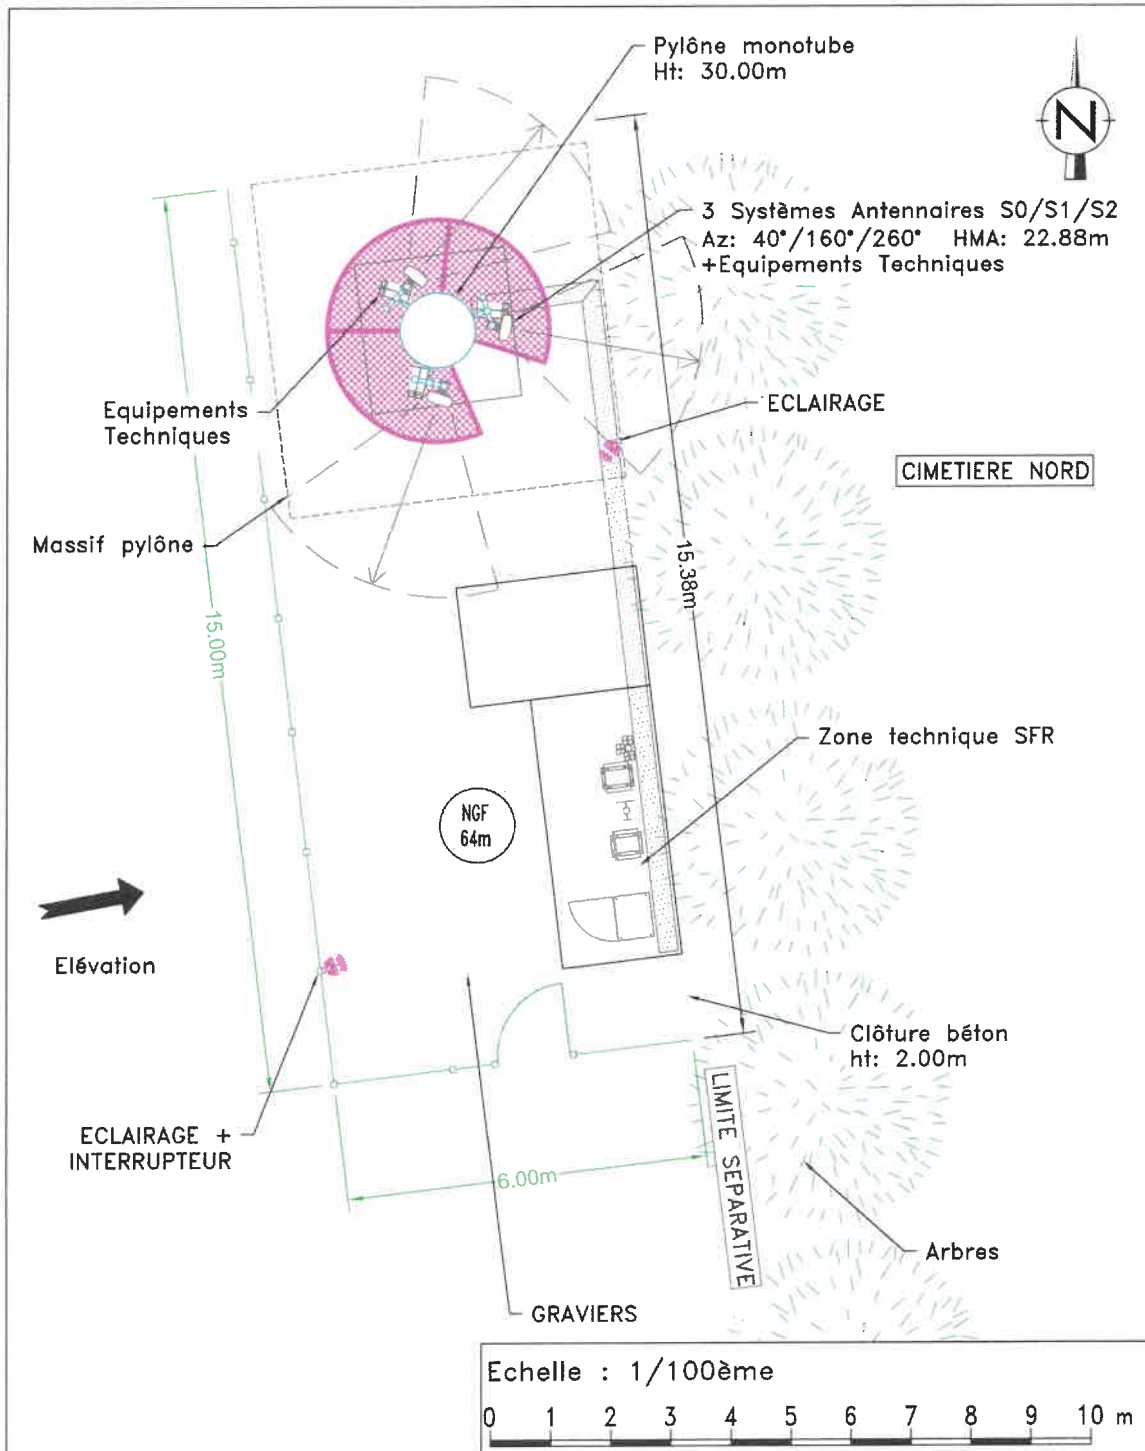 Pylône monotube
Ht: 30.00m
N
3 Systèmes Antennaires S0/S1/S2
Az: 40°/160°/260° HMA: 22.88m
+Equipements Techniques
Equipements
Techniques
ECLAIRAGE
CIMETIERE NORD
Massif pylône
15.38m
15.00m
Zone technique SFR
NGF
64m
Elévation
Clôture béton
ht: 2.00m
LIMITE SEPARATIVE
ECLAIRAGE +
INTERRUPTEUR
6.00m
Arbres
GRAVIERS
Echelle : 1/100ème
0 1 2 3 4 5 6 7 8 9 10 m